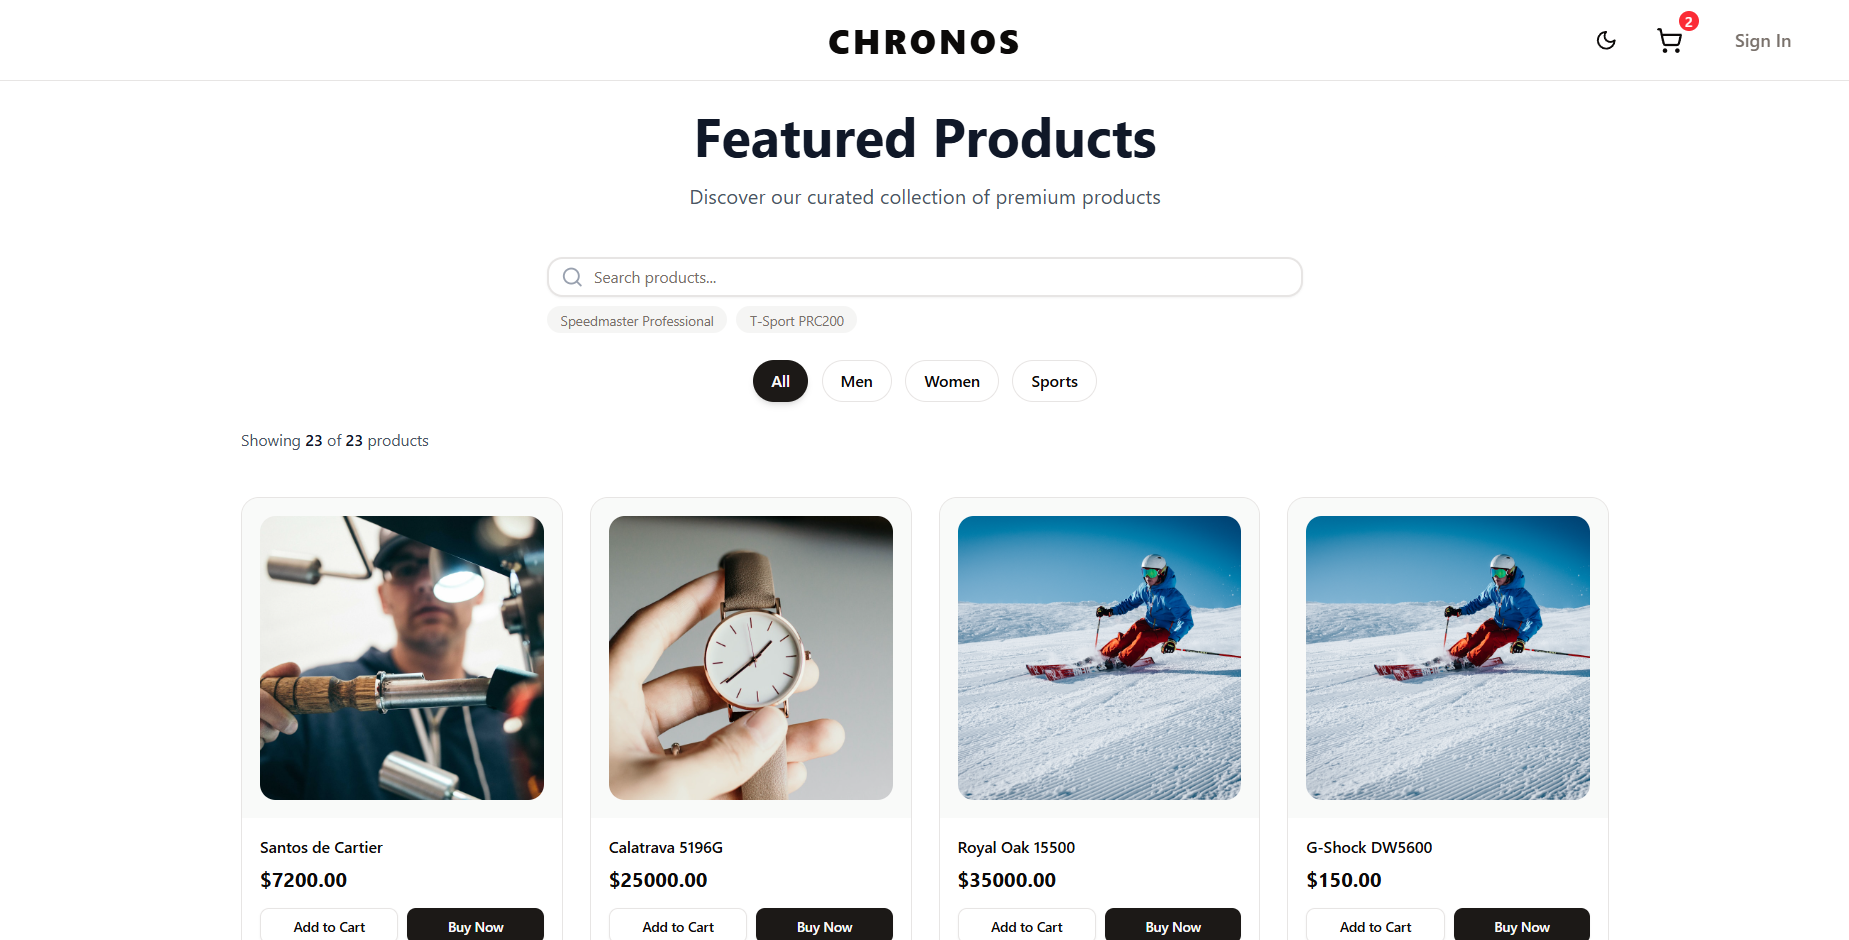 CHRONOS
2
Sign In
Featured Products
Discover our curated collection of premium products
Search products...
Speedmaster Professional
T-Sport PRC200
All
Men
Women
Sports
Showing 23 of 23 products
Santos de Cartier
$7200.00
Add to Cart
Buy Now
Calatrava 5196G
$25000.00
Add to Cart
Buy Now
Royal Oak 15500
$35000.00
Add to Cart
Buy Now
G-Shock DW5600
$150.00
Add to Cart
Buy Now